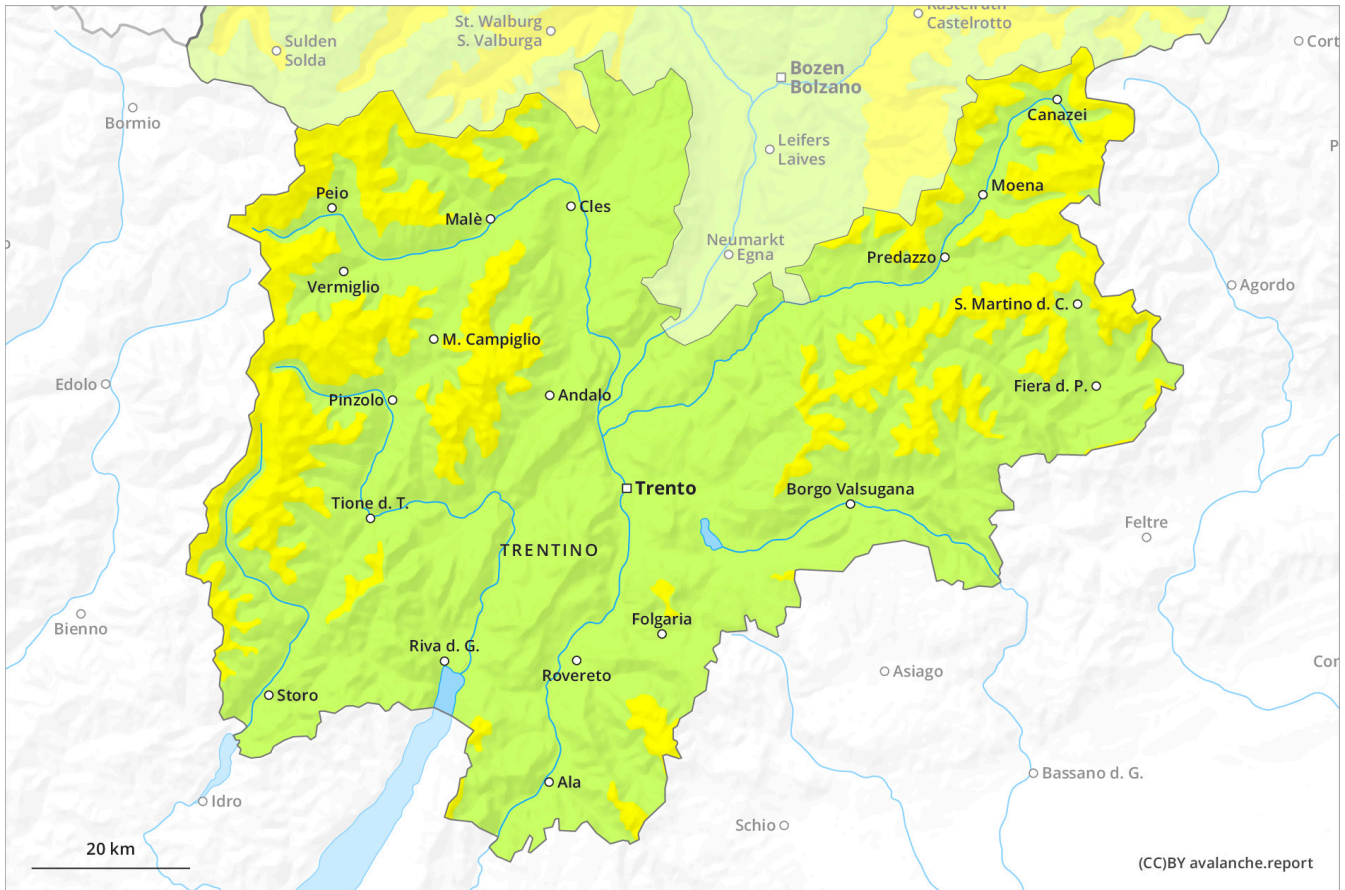 Kastelruth
Castelrotto
St. Walburg
S. Valburga
Sulden
Solda
Cort
Bozen
Bolzano
Bormio
Canazei
Leifers
Laives
P
Peio
Moena
Malè
Cles
Neumarkt
Egna
Predazzo
Vermiglio
Agordo
S. Martino d. C.
M. Campiglio
Edolo
Fiera d. P.
Pinzolo
Andalo
Trento
Borgo Valsugana
Tione d. T.
Feltre
TRENTINO
Bienno
Folgaria
Riva d. G.
Rovereto
Cor
Asiago
Storo
Bassano d. G.
Ala
Idro
Schio
20 km
(CC)BY avalanche.report